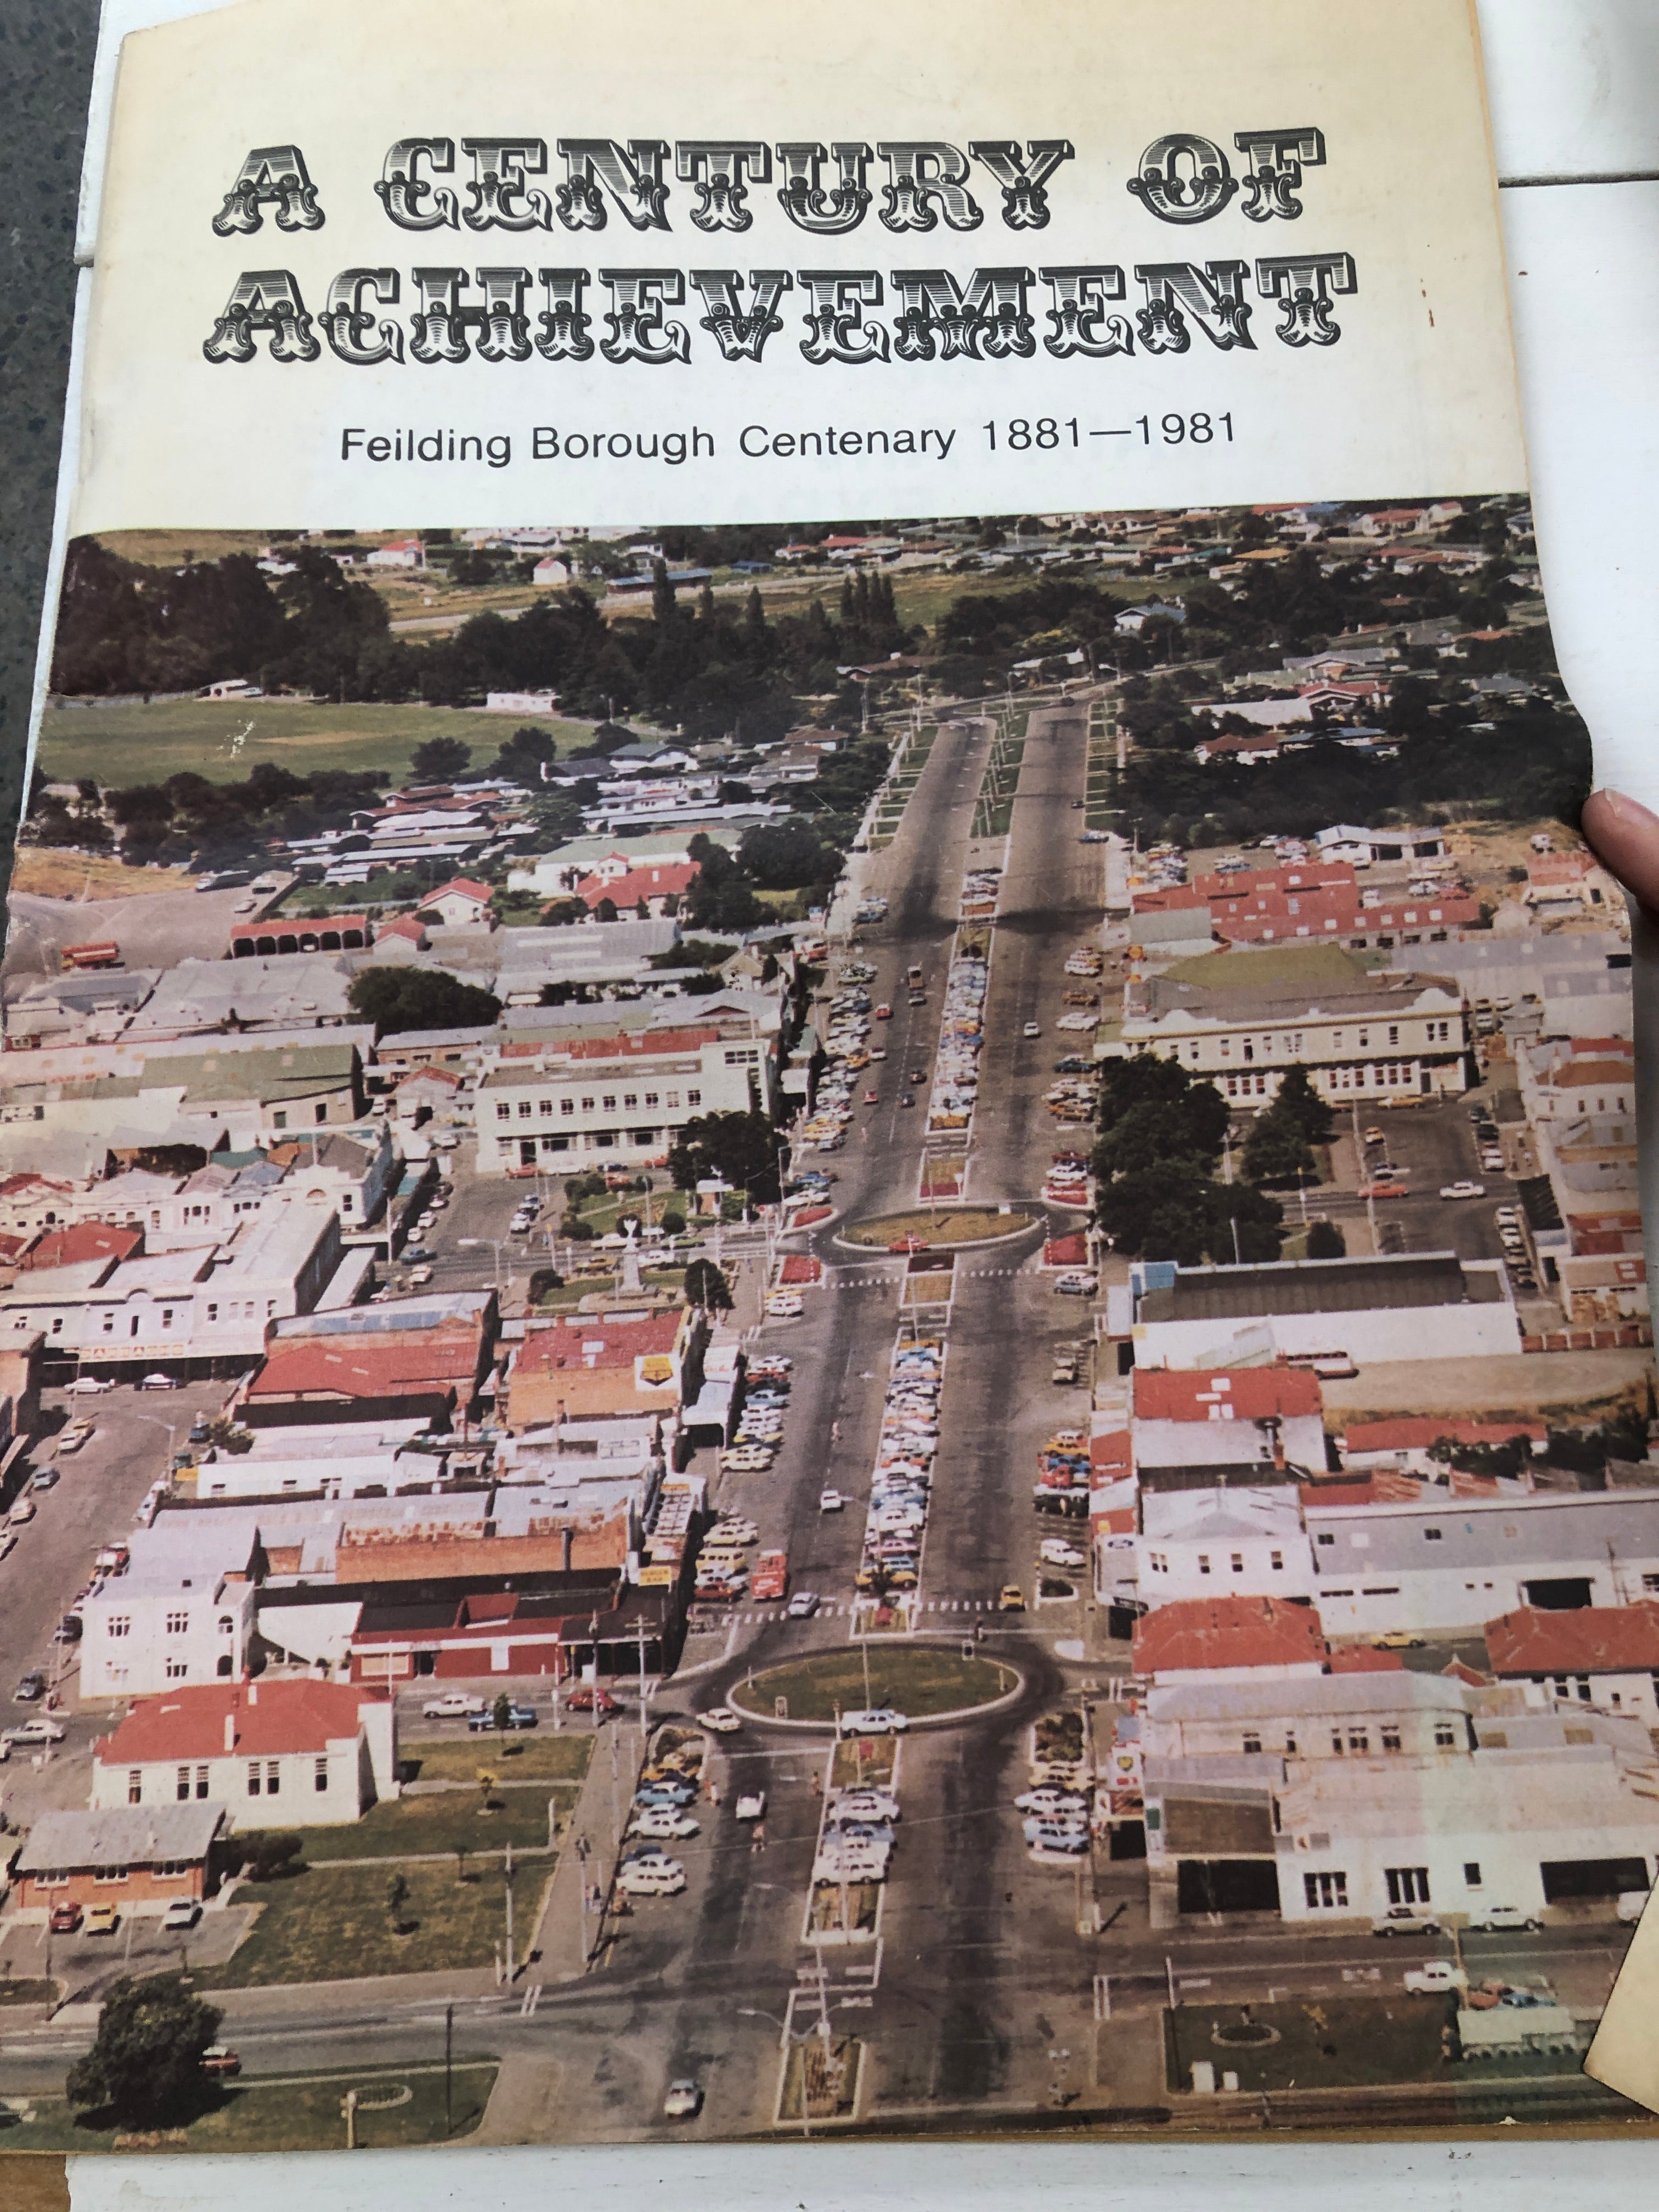 A CENTURY OF
ACHIEVEMENT
Feilding Borough Centenary 1881—1981